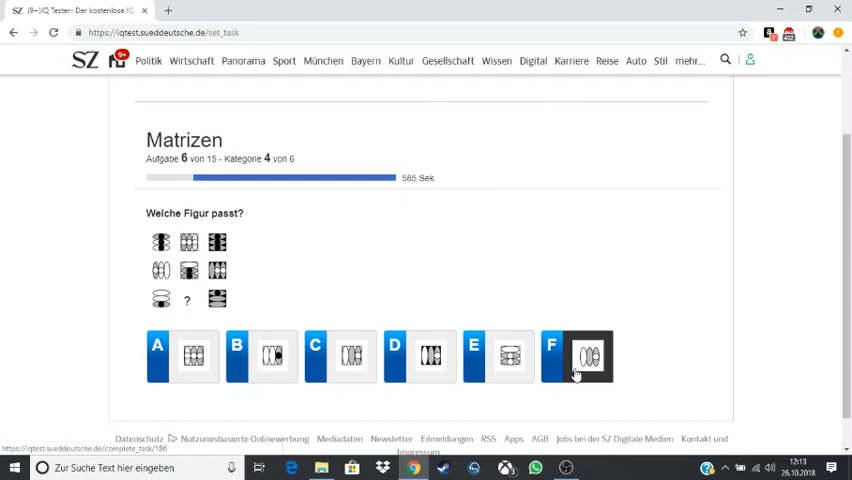 (9+)IQ Tester- Der kostenlose IQ
https://iqtest.sueddeutsche.de/set_task
SZ 9+ Politik Wirtschaft Panorama Sport München Bayern Kultur Gesellschaft Wissen Digital Karriere Reise Auto Stil mehr...
Matrizen
Aufgabe 6 von 15 - Kategorie 4 von 6
585 Sek.
Welche Figur passt?
?
A B C D E F
Datenschutz Nutzungsbasierte Onlinewerbung Mediadaten Newsletter Eilmeldungen RSS Apps AGB Jobs bei der SZ Digitale Medien Kontakt und
Impressum
https://iqtest.sueddeutsche.de/complete_task/186
Zur Suche Text hier eingeben
12:13
26.10.2018